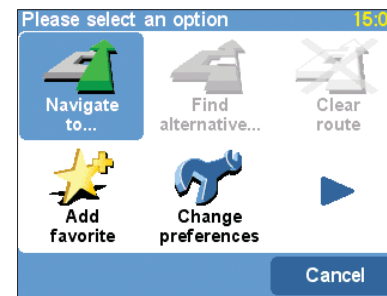 Please select an option 15:0
Navigate
to...
Find
alternative...
Clear
route
Add
favorite
Change
preferences
Cancel